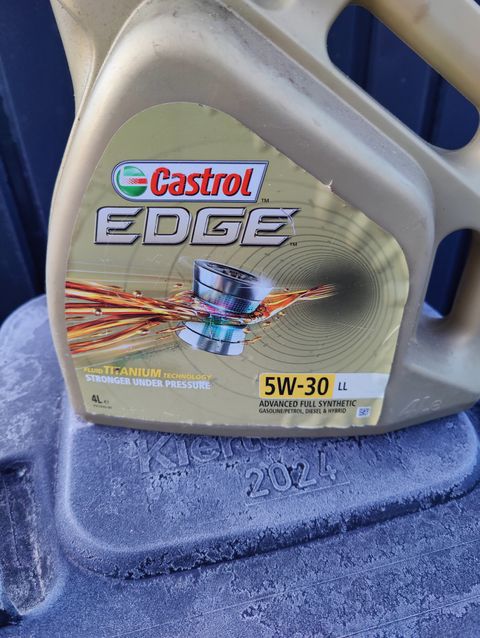 Castrol
EDGE™
FLUID TITANIUM TECHNOLOGY
STRONGER UNDER PRESSURE
5W-30 LL
ADVANCED FULL SYNTHETIC
GASOLINE/PETROL, DIESEL & HYBRID
4L e
2024